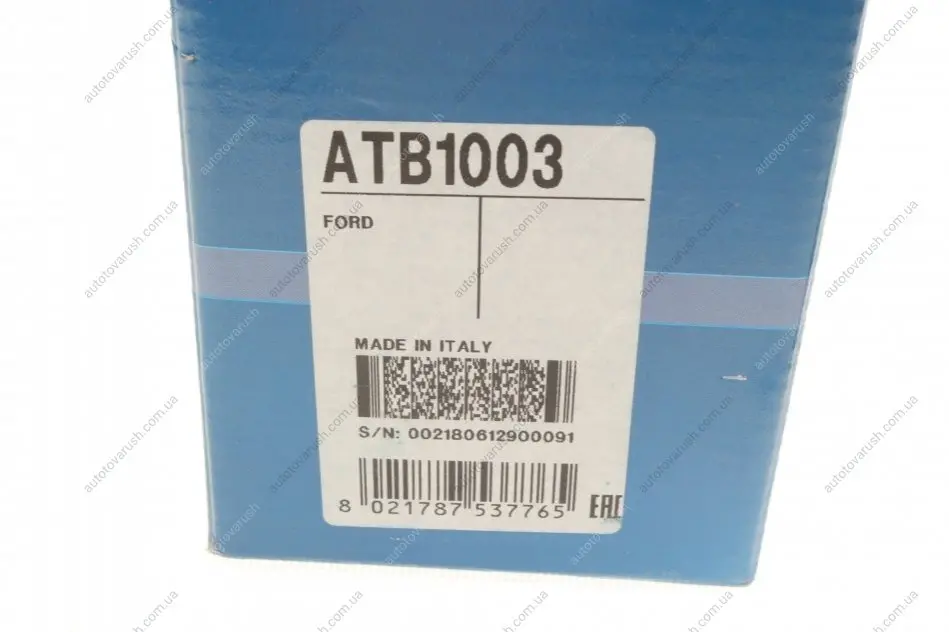 ATB1003
FORD
MADE IN ITALY
S/N: 002180612900091
8 021787 537765
EAC
autotovarush.com.ua